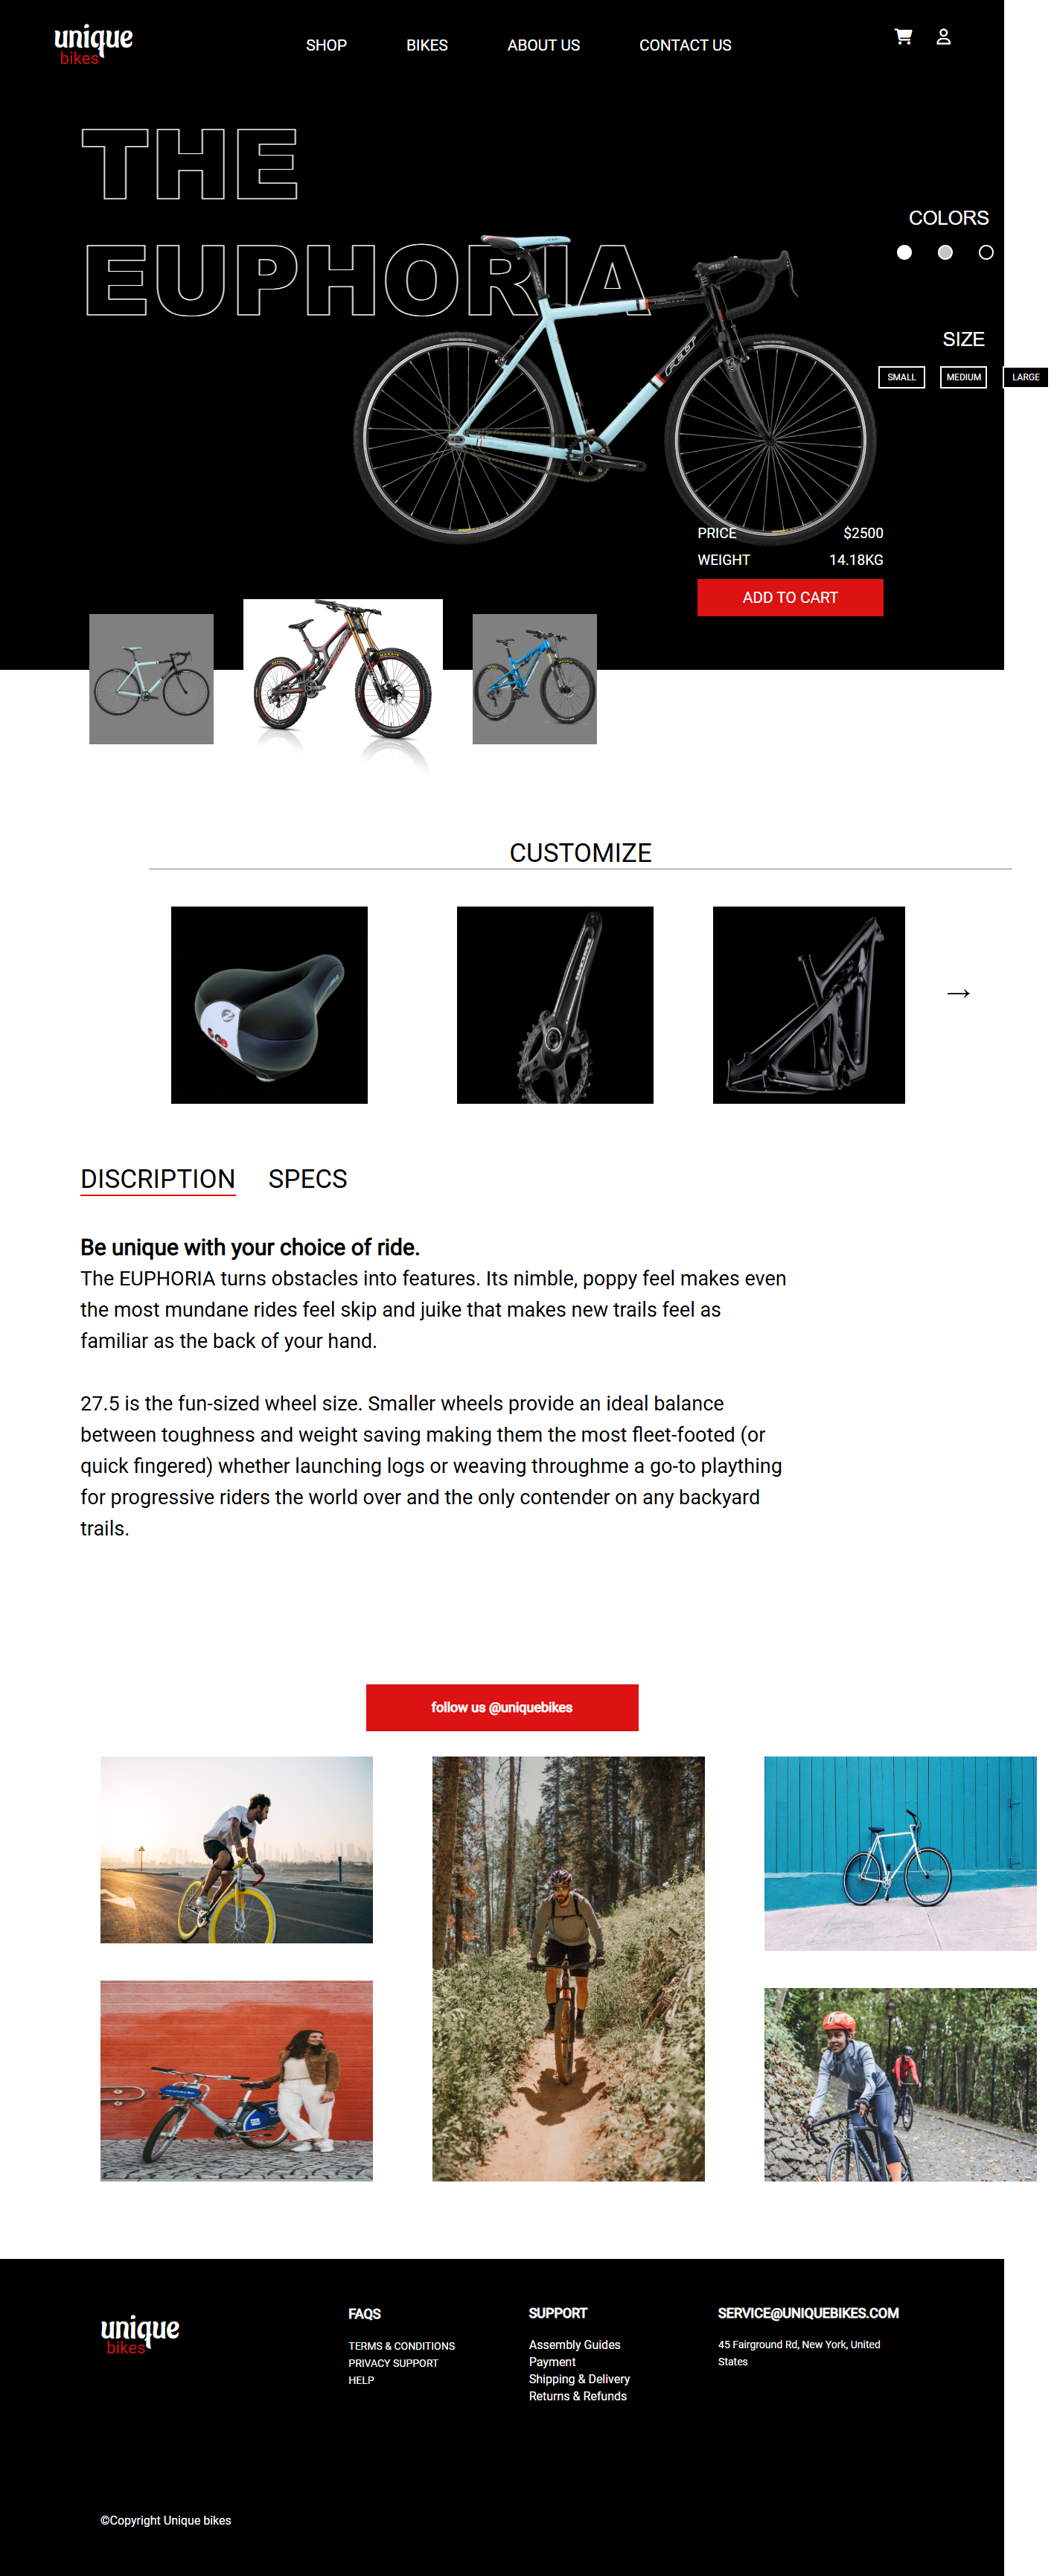 unique
bikes
SHOP
BIKES
ABOUT US
CONTACT US
THE
EUPHORIA
COLORS
SIZE
SMALL
MEDIUM
LARGE
PRICE
$2500
WEIGHT
14.18KG
ADD TO CART
CUSTOMIZE
→
DISCRIPTION
SPECS
Be unique with your choice of ride.
The EUPHORIA turns obstacles into features. Its nimble, poppy feel makes even
the most mundane rides feel skip and juike that makes new trails feel as
familiar as the back of your hand.
27.5 is the fun-sized wheel size. Smaller wheels provide an ideal balance
between toughness and weight saving making them the most fleet-footed (or
quick fingered) whether launching logs or weaving throughme a go-to plaything
for progressive riders the world over and the only contender on any backyard
trails.
follow us @uniquebikes
unique
bikes
FAQS
TERMS & CONDITIONS
PRIVACY SUPPORT
HELP
SUPPORT
Assembly Guides
Payment
Shipping & Delivery
Returns & Refunds
SERVICE@UNIQUEBIKES.COM
45 Fairground Rd, New York, United
States
©Copyright Unique bikes